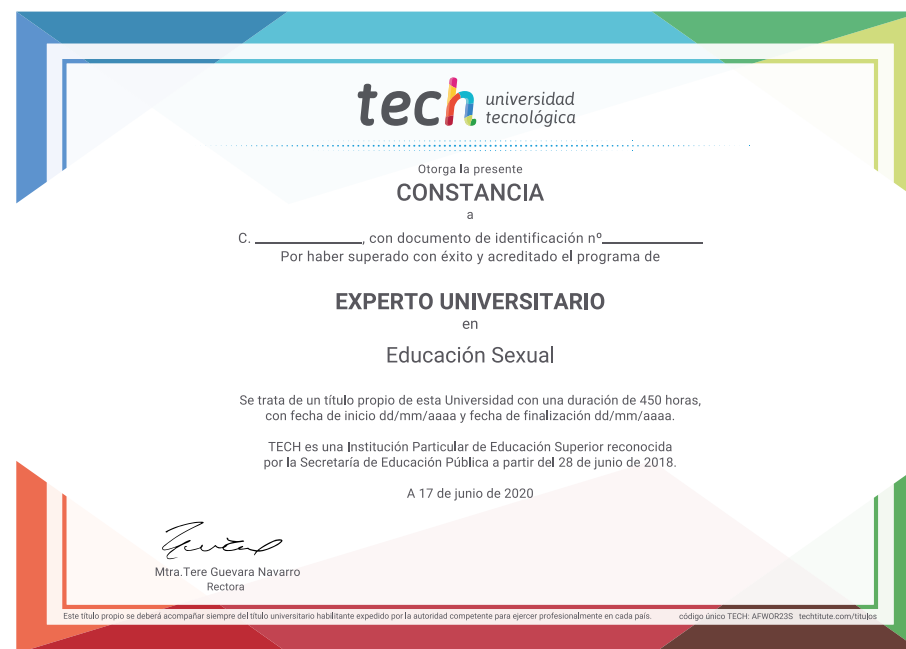 tech universidad
tecnológica
Otorga la presente
CONSTANCIA
a
C. ______________, con documento de identificación nº_____________
Por haber superado con éxito y acreditado el programa de
EXPERTO UNIVERSITARIO
en
Educación Sexual
Se trata de un título propio de esta Universidad con una duración de 450 horas,
con fecha de inicio dd/mm/aaaa y fecha de finalización dd/mm/aaaa.
TECH es una Institución Particular de Educación Superior reconocida
por la Secretaría de Educación Pública a partir del 28 de junio de 2018.
A 17 de junio de 2020
Mtra.Tere Guevara Navarro
Rectora
Este título propio se deberá acompañar siempre del título universitario habilitante expedido por la autoridad competente para ejercer profesionalmente en cada país. código único TECH: AFWOR23S techtitute.com/titulos